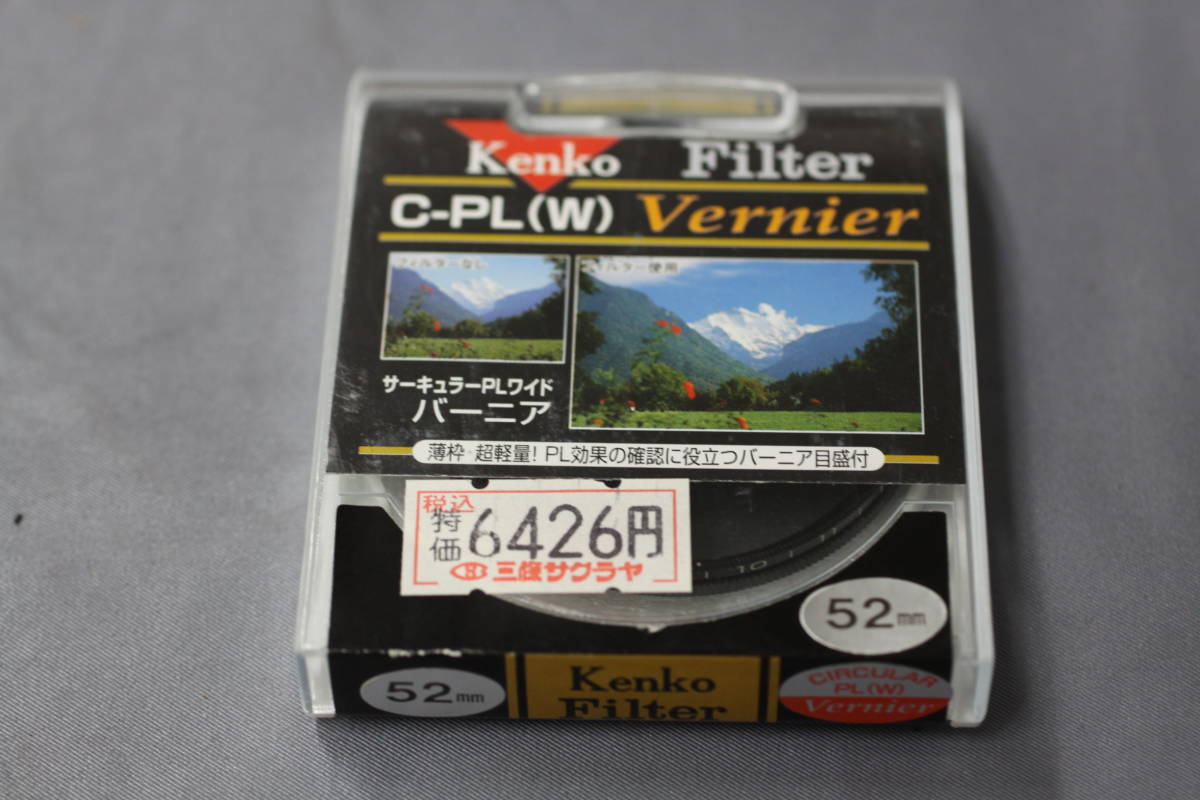 Kenko Filter
C-PL(W) Vernier
フィルターなし
フィルター使用
サーキュラーPLワイド
バーニア
薄枠・超軽量! PL効果の確認に役立つバーニア目盛付
税込
特価 6426円
三保サクラヤ
10
52mm
52mm
Kenko
Filter
CIRCULAR
PL(W)
Vernier